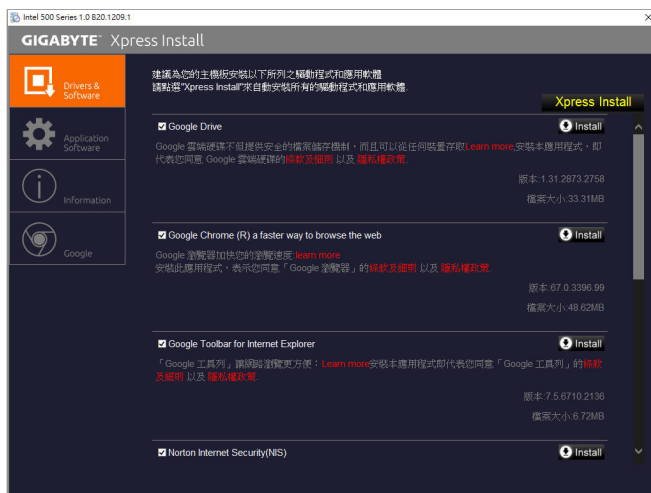 Intel 500 Series 1.0 B20.1209.1
GIGABYTE™ Xpress Install
Drivers & Software
Application Software
Information
Google
建議為您的主機板安裝以下所列之驅動程式和應用軟體
請點選"Xpress Install"來自動安裝所有的驅動程式和應用軟體.
Xpress Install
Google Drive
Install
Google 雲端硬碟不但提供安全的檔案儲存機制，而且可以從任何裝置存取Learn more,安裝本應用程式，即
代表您同意 Google 雲端硬碟的條款及細則 以及 隱私權政策.
版本:1.31.2873.2758
檔案大小:33.31MB
Google Chrome (R) a faster way to browse the web
Install
Google 瀏覽器加快您的瀏覽速度:learn more
安裝此應用程式，表示您同意「Google 瀏覽器」的條款及細則 以及 隱私權政策.
版本:67.0.3396.99
檔案大小:48.62MB
Google Toolbar for Internet Explorer
Install
「Google 工具列」讓網路瀏覽更方便：Learn more安裝本應用程式即代表您同意「Google 工具列」的條款
及細則 以及 隱私權政策.
版本:7.5.6710.2136
檔案大小:6.72MB
Norton Internet Security(NIS)
Install